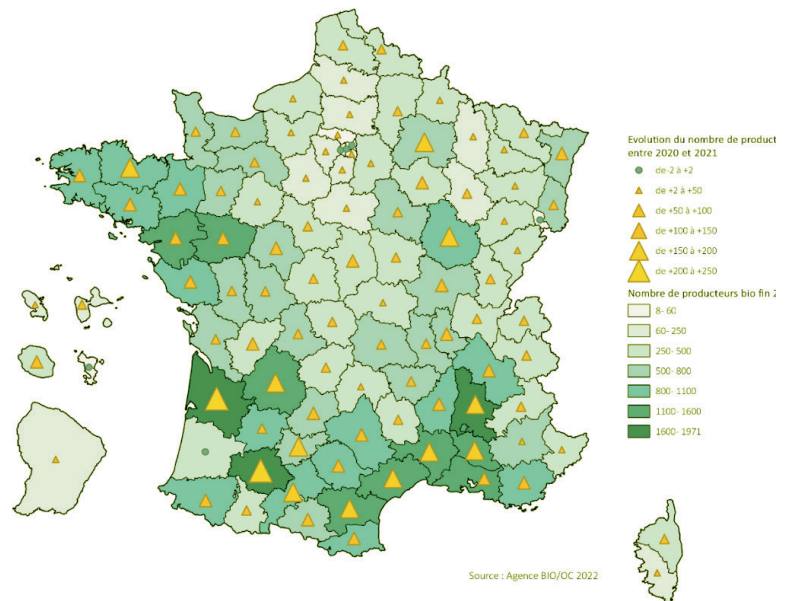 Evolution du nombre de product
entre 2020 et 2021
de-2 à +2
de +2 à +50
de +50 à +100
de +100 à +150
de +150 à +200
de +200 à +250
Nombre de producteurs bio fin 2
8- 60
60- 250
250- 500
500- 800
800- 1100
1100- 1600
1600- 1971
Source : Agence BIO/OC 2022